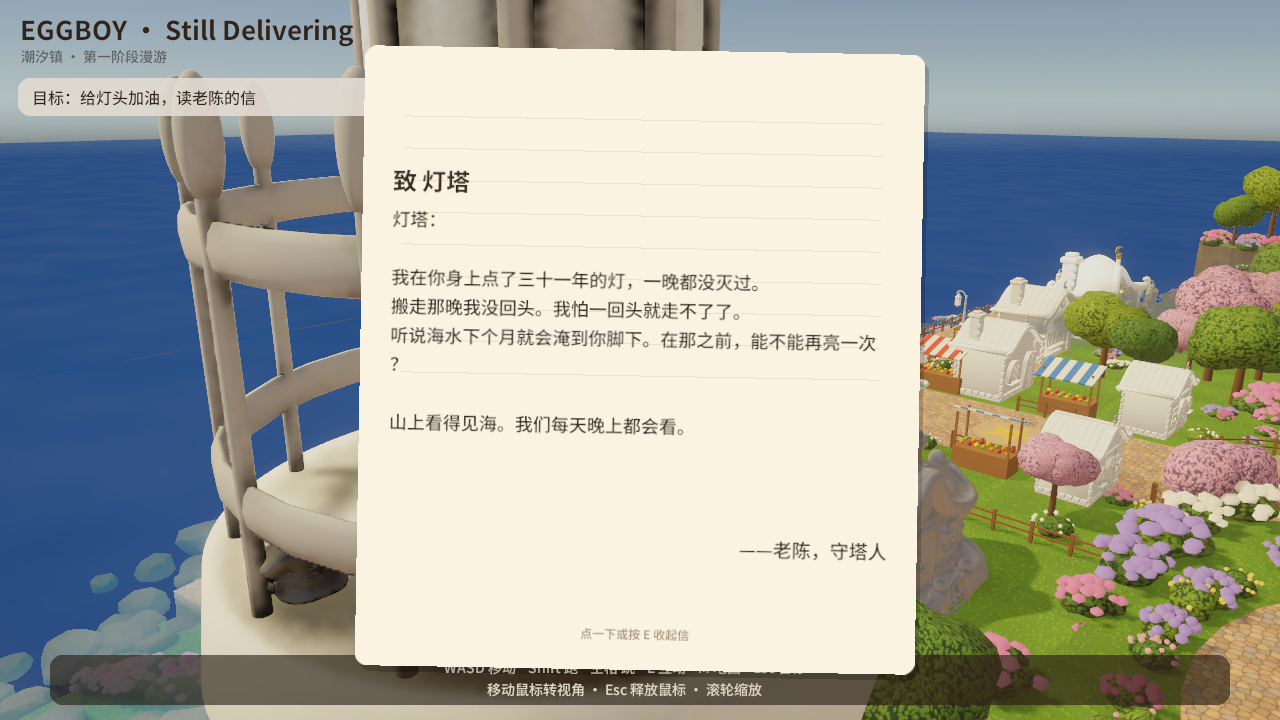 EGGBOY · Still Delivering
潮汐镇 · 第一阶段漫游
目标：给灯头加油，读老陈的信
致 灯塔
灯塔：
我在你身上点了三十一年的灯，一晚都没灭过。
搬走那晚我没回头。我怕一回头就走不了了。
听说海水下个月就会淹到你脚下。在那之前，能不能再亮一次
？
山上看得见海。我们每天晚上都会看。
——老陈，守塔人
点一下或按 E 收起信
WASD 移动 · Shift 跑
移动鼠标转视角 · Esc 释放鼠标 · 滚轮缩放